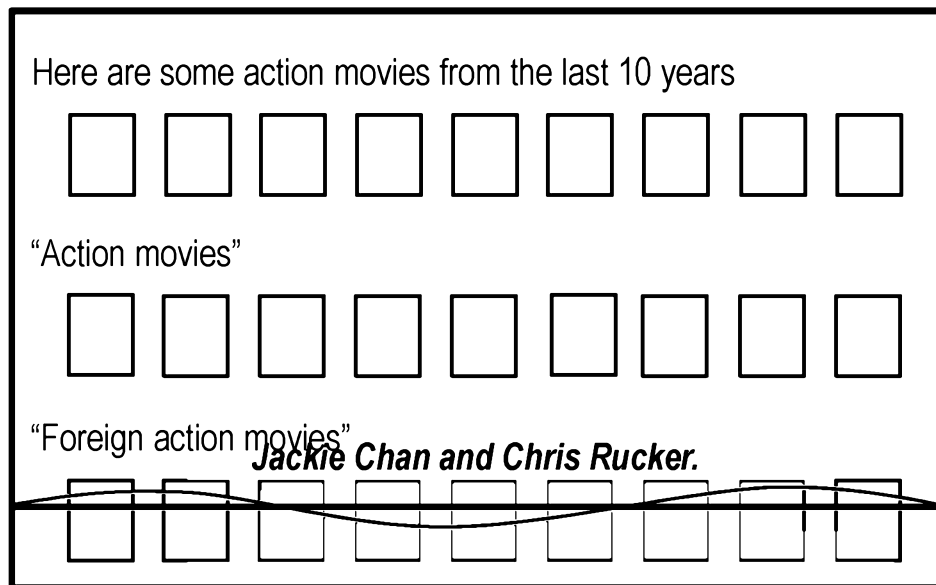 Here are some action movies from the last 10 years
“Action movies”
“Foreign action movies”
Jackie Chan and Chris Rucker.